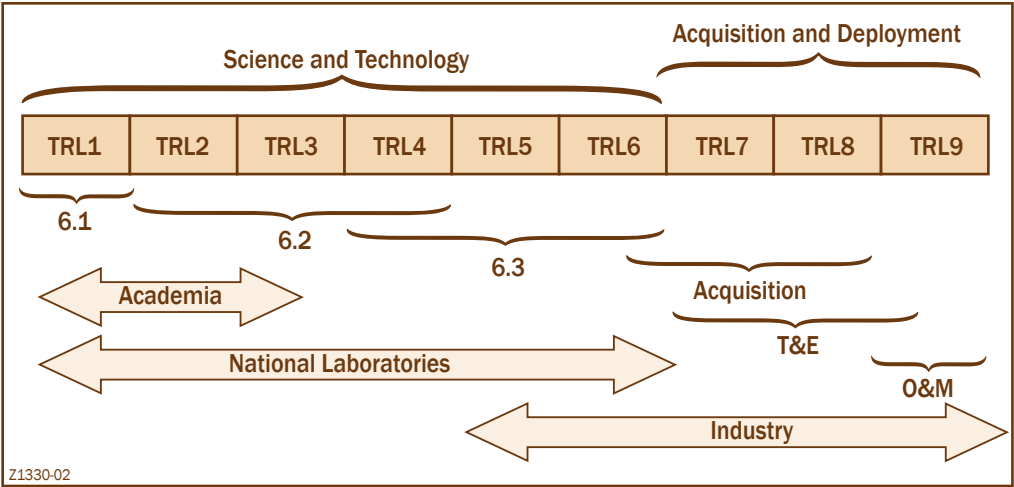 Acquisition and Deployment
Science and Technology
TRL1 TRL2 TRL3 TRL4 TRL5 TRL6 TRL7 TRL8 TRL9
6.1
6.2
6.3
Acquisition
Academia
T&E
National Laboratories
O&M
Industry
Z1330-02